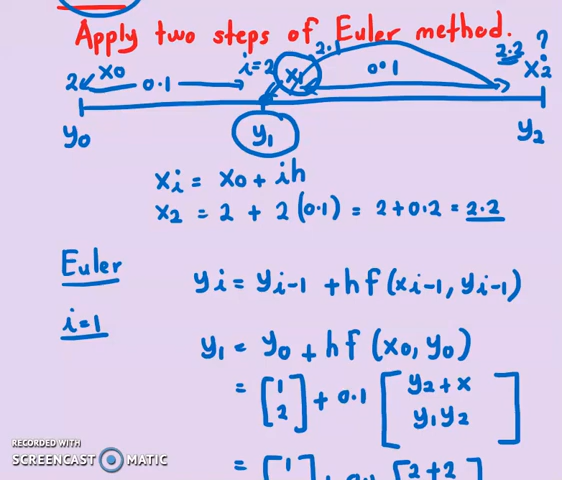 Apply two steps of Euler method.
i=2 x1 2.1 2.2 ?
2 x0 0.1 0.1 x2
y0 y1 y2
xi = x0 + ih
x2 = 2 + 2(0.1) = 2+0.2 = 2.2
Euler
yi = yi-1 + hf(xi-1, yi-1)
i=1
y1 = y0 + hf (x0, y0)
= [1 2] + 0.1 [y2+x y1y2]
RECORDED WITH
SCREENCAST MATIC
= [1 2+2]